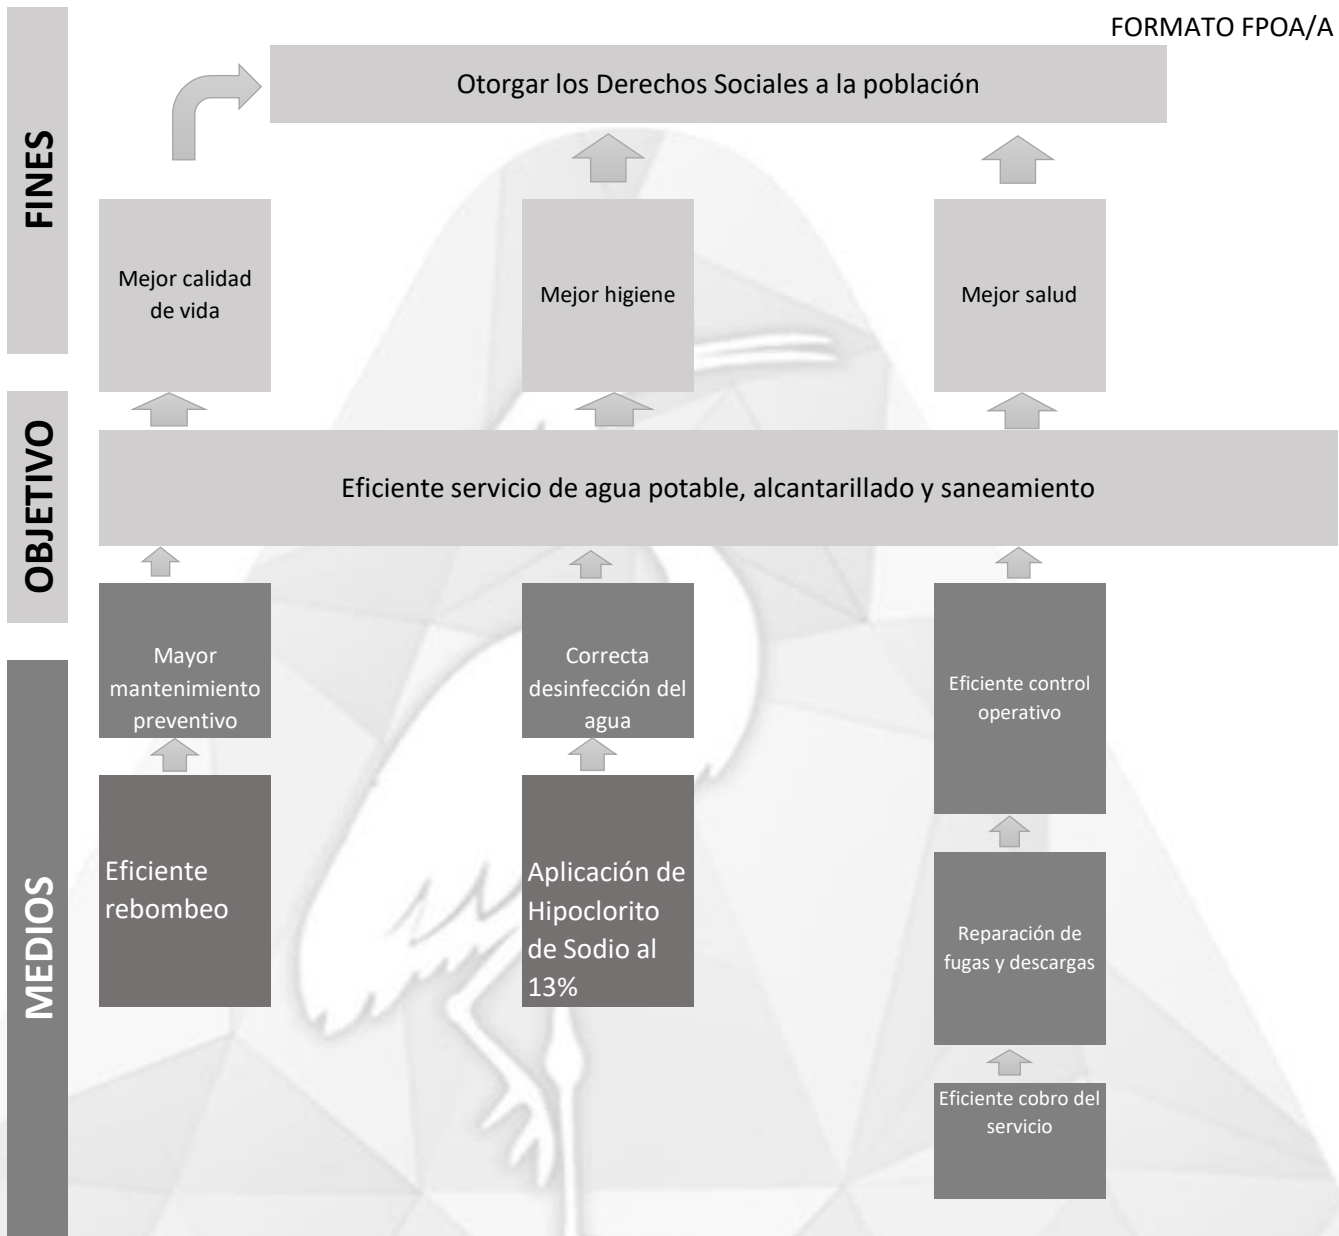 FORMATO FPOA/A
FINES
Otorgar los Derechos Sociales a la población
Mejor calidad
de vida
Mejor higiene
Mejor salud
OBJETIVO
Eficiente servicio de agua potable, alcantarillado y saneamiento
MEDIOS
Mayor
mantenimiento
preventivo
Correcta
desinfección del
agua
Eficiente control
operativo
Eficiente
rebombeo
Aplicación de
Hipoclorito
de Sodio al
13%
Reparación de
fugas y descargas
Eficiente cobro del
servicio